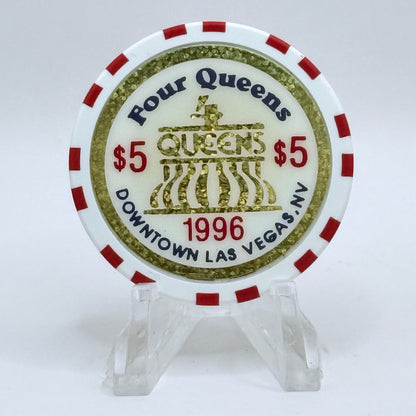 Four Queens
4
QUEENS
$5 $5
1996
DOWNTOWN LAS VEGAS, NV